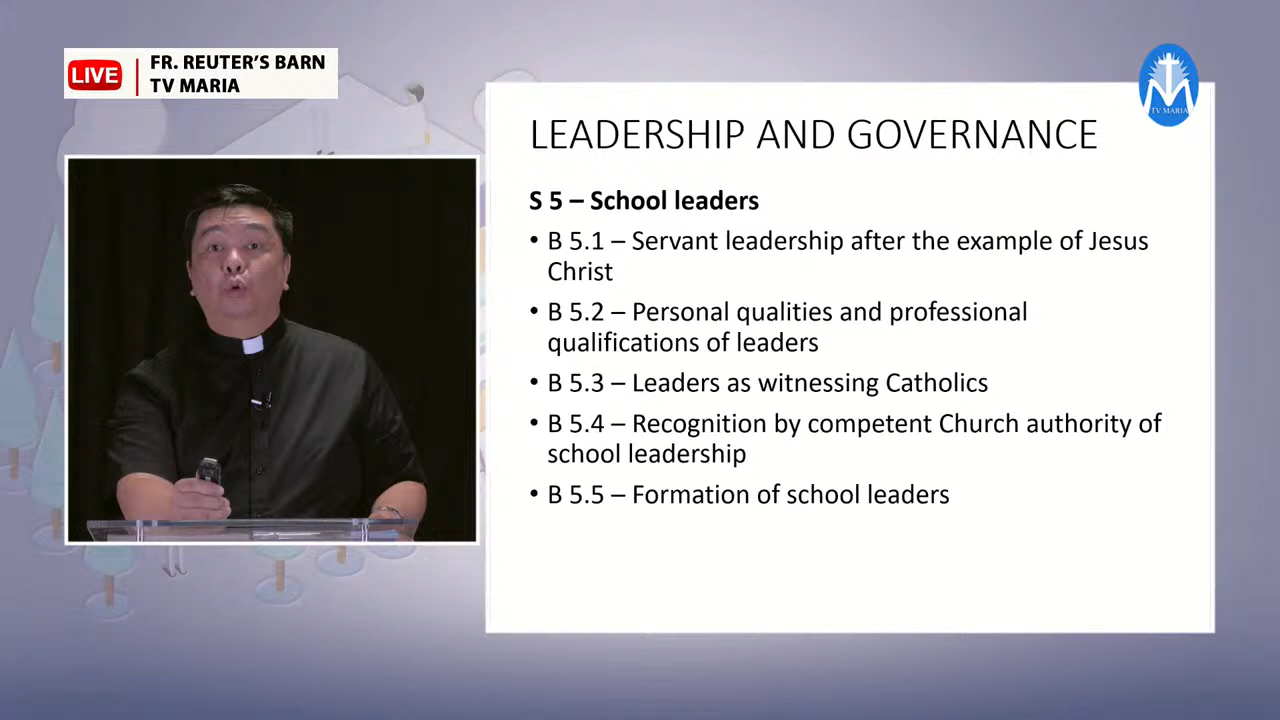 LIVE
FR. REUTER'S BARN
TV MARIA
TV MARIA
LEADERSHIP AND GOVERNANCE
S 5 – School leaders
• B 5.1 – Servant leadership after the example of Jesus
Christ
• B 5.2 – Personal qualities and professional
qualifications of leaders
• B 5.3 – Leaders as witnessing Catholics
• B 5.4 – Recognition by competent Church authority of
school leadership
• B 5.5 – Formation of school leaders